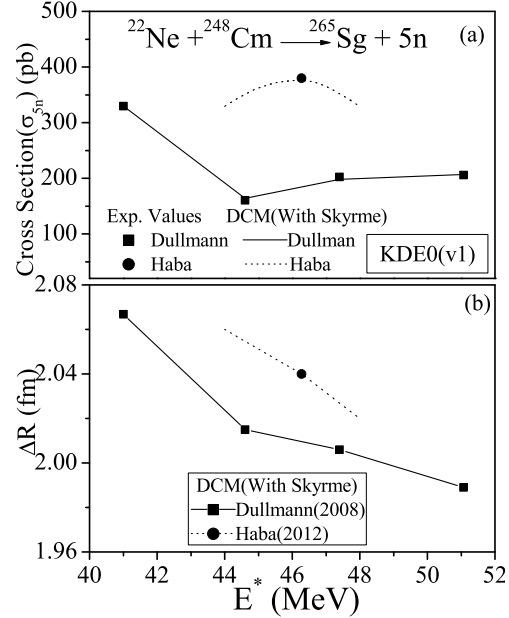 ²²Ne + ²⁴⁸Cm ⟶ ²⁶⁵Sg + 5n
(a)
Cross Section(σ₅ₙ) (pb)
500
400
300
200
100
Exp. Values DCM(With Skyrme)
Dullmann Dullman
Haba Haba
KDE0(v1)
2.08
(b)
ΔR (fm)
2.04
2.00
1.96
DCM(With Skyrme)
Dullmann(2008)
Haba(2012)
40 42 44 46 48 50 52
E* (MeV)